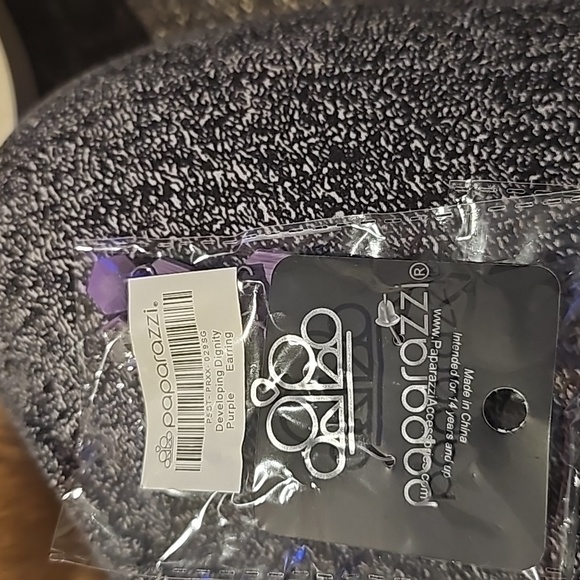 paparazzi®
P5ST-PRXX-029SG
Developing Dignity
Purple Earring
paparazzi®
www.PaparazziAccessories.com
Intended for 14 years and up
Made in China